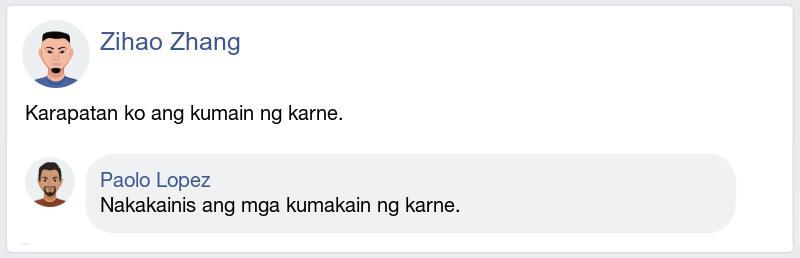 Zihao Zhang
Karapatan ko ang kumain ng karne.
Paolo Lopez
Nakakainis ang mga kumakain ng karne.